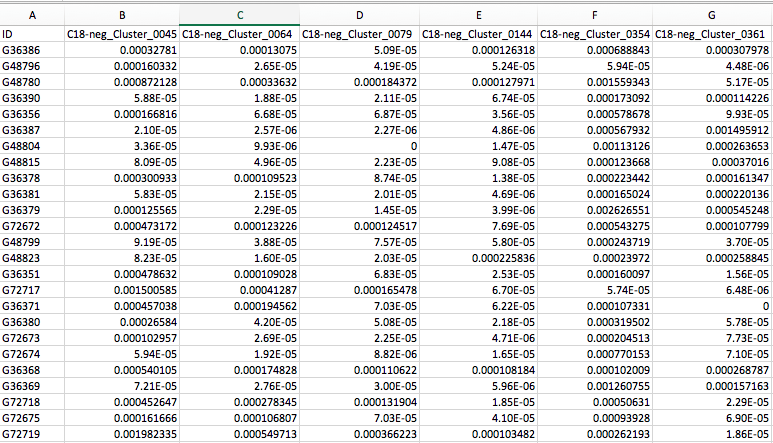 A B C D E F G
ID C18-neg_Cluster_0045 C18-neg_Cluster_0064 C18-neg_Cluster_0079 C18-neg_Cluster_0144 C18-neg_Cluster_0354 C18-neg_Cluster_0361
G36386 0.00032781 0.00013075 5.09E-05 0.000126318 0.000688843 0.000307978
G48796 0.000160332 2.65E-05 4.19E-05 5.24E-05 5.94E-05 4.48E-06
G48780 0.000872128 0.00033632 0.000184372 0.000127971 0.001559343 5.17E-05
G36390 5.88E-05 1.88E-05 2.11E-05 6.74E-05 0.000173092 0.000114226
G36356 0.000166816 6.68E-05 6.87E-05 3.56E-05 0.000578678 9.93E-05
G36387 2.10E-05 2.57E-06 2.27E-06 4.86E-06 0.000567932 0.001495912
G48804 3.36E-05 9.93E-06 0 1.47E-05 0.00113126 0.000263653
G48815 8.09E-05 4.96E-05 2.23E-05 9.08E-05 0.000123668 0.00037016
G36378 0.000300933 0.000109523 8.74E-05 1.38E-05 0.000223442 0.000161347
G36381 5.83E-05 2.15E-05 2.01E-05 4.69E-06 0.000165024 0.000220136
G36379 0.000125565 2.29E-05 1.45E-05 3.99E-06 0.002626551 0.000545248
G72672 0.000473172 0.000123226 0.000124517 7.69E-05 0.000543275 0.000107799
G48799 9.19E-05 3.88E-05 7.57E-05 5.80E-05 0.000243719 3.70E-05
G48823 8.23E-05 1.60E-05 2.03E-05 0.000225836 0.00023972 0.000258845
G36351 0.000478632 0.000109028 6.83E-05 2.53E-05 0.000160097 1.56E-05
G72717 0.001500585 0.00041287 0.000165478 6.70E-05 5.74E-05 6.48E-06
G36371 0.000457038 0.000194562 7.03E-05 6.22E-05 0.000107331 0
G36380 0.00026584 4.20E-05 5.08E-05 2.18E-05 0.000319502 5.78E-05
G72673 0.000102957 2.69E-05 2.25E-05 4.71E-06 0.000204513 7.73E-05
G72674 5.94E-05 1.92E-05 8.82E-06 1.65E-05 0.000770153 7.10E-05
G36368 0.000540105 0.000174828 0.000110622 0.000108184 0.000102009 0.000268787
G36369 7.21E-05 2.76E-05 3.00E-05 5.96E-06 0.001260755 0.000157163
G72718 0.000452647 0.000278345 0.000131904 1.85E-05 0.00050631 2.29E-05
G72675 0.000161666 0.000106807 7.03E-05 4.10E-05 0.00093928 6.90E-05
G72719 0.001982335 0.000549713 0.000366223 0.000103482 0.000262193 1.86E-05